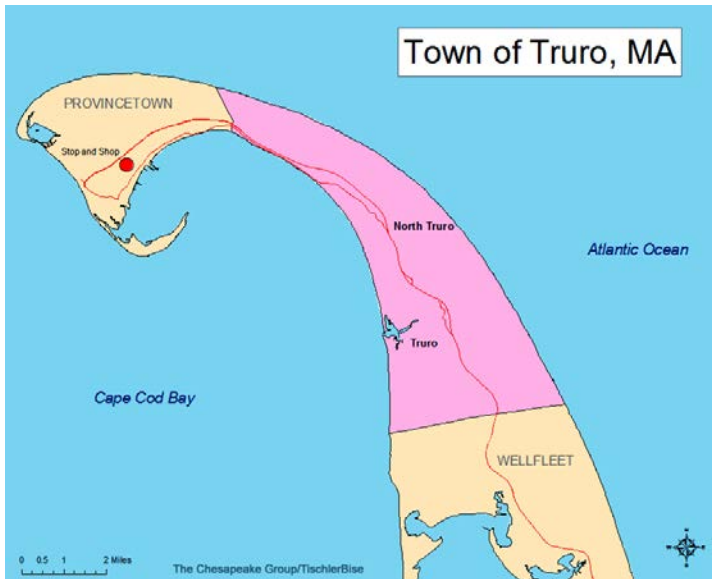 Town of Truro, MA
PROVINCETOWN
Stop and Shop
North Truro
Atlantic Ocean
Truro
Cape Cod Bay
WELLFLEET
0 0.5 1 2 Miles
The Chesapeake Group/TischlerBise